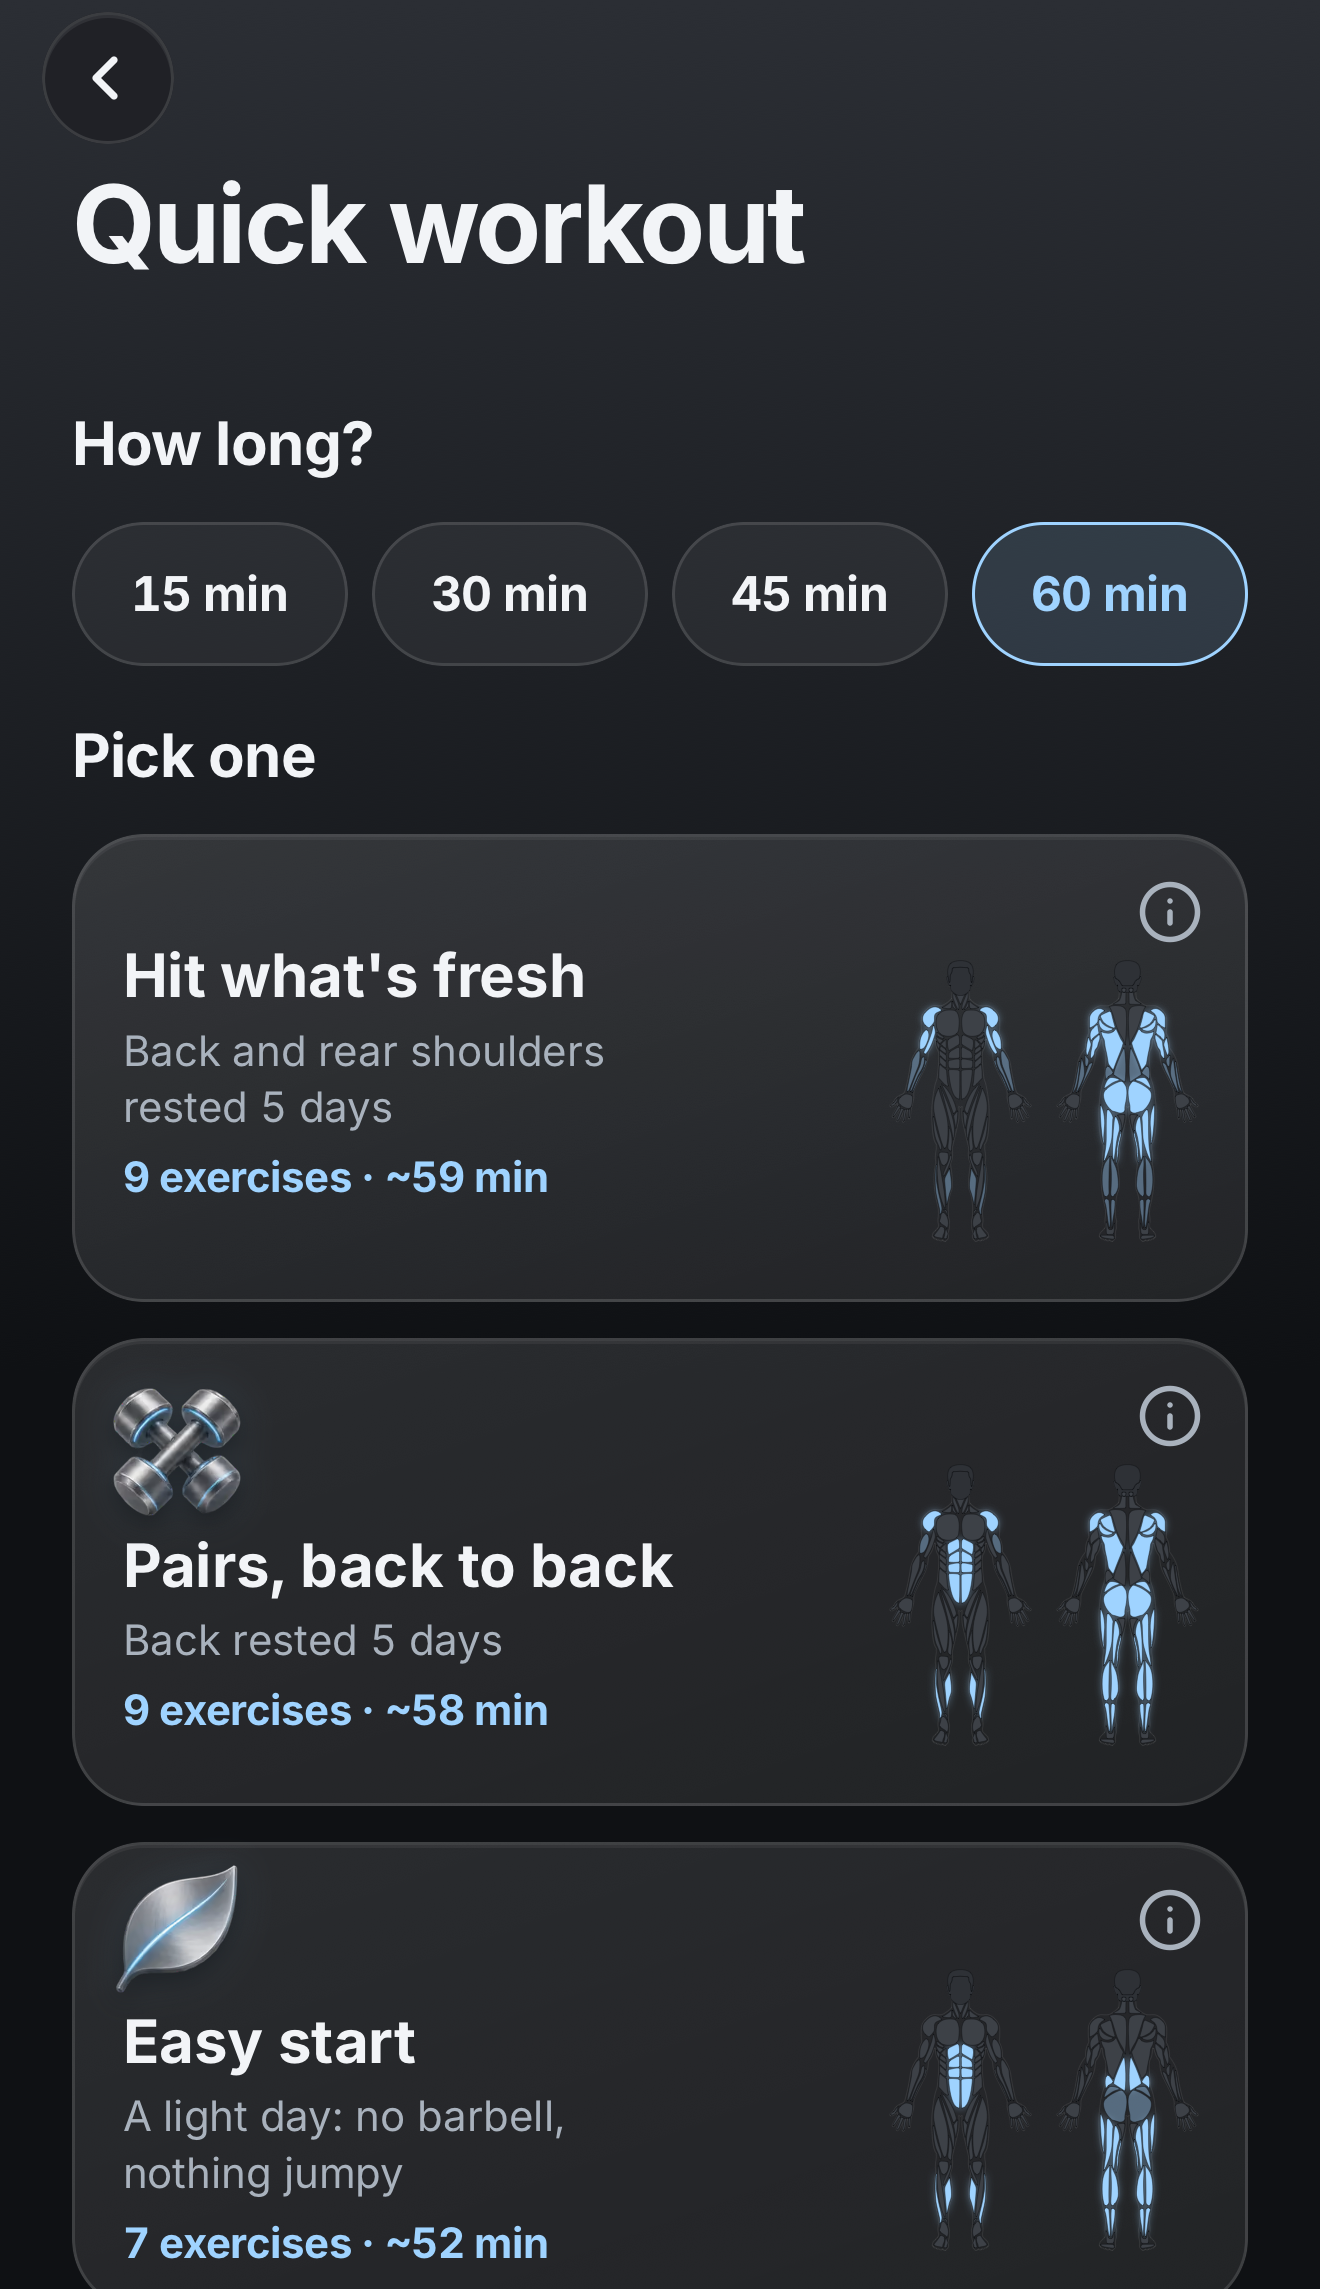 Quick workout
How long?
15 min
30 min
45 min
60 min
Pick one
Hit what's fresh
Back and rear shoulders
rested 5 days
9 exercises · ~59 min
Pairs, back to back
Back rested 5 days
9 exercises · ~58 min
Easy start
A light day: no barbell,
nothing jumpy
7 exercises · ~52 min